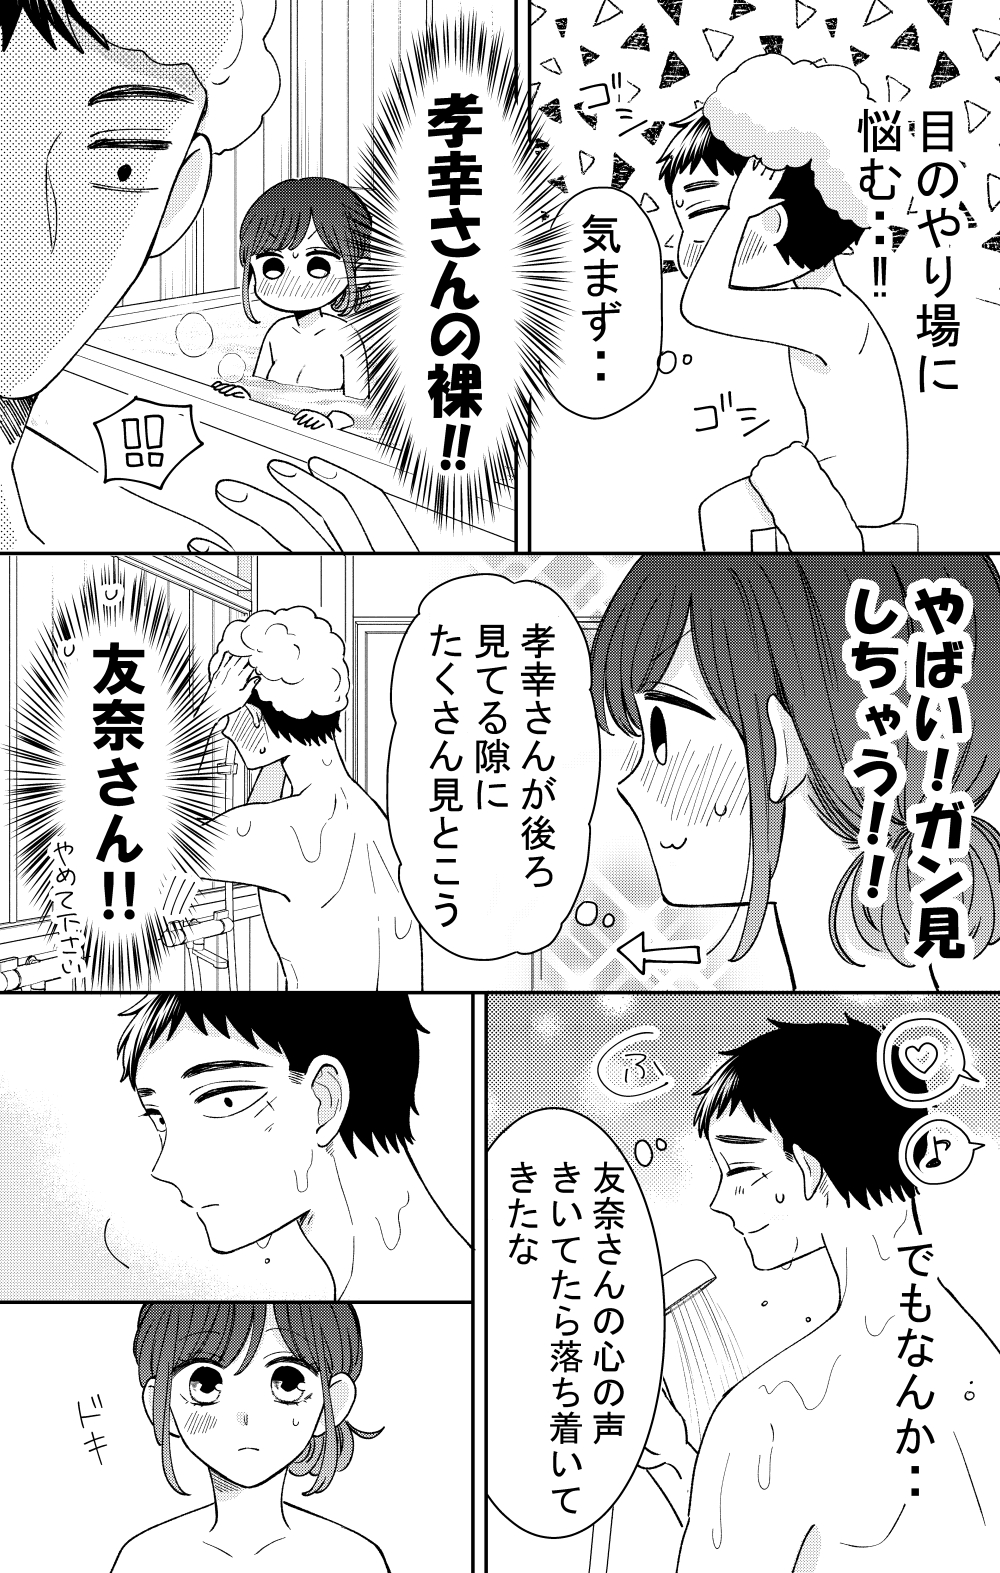 目のやり場に
悩む・・!!
ゴシ
気まず・・
ゴシ
孝幸さんの裸!!
!!
やばい！ガン見
しちゃう！！
孝幸さんが後ろ
見てる隙に
たくさん見とこう
友奈さん!!
やめて下さい
ふ
でもなんか・・
友奈さんの心の声
きいてたら落ち着いて
きたな
ドキ